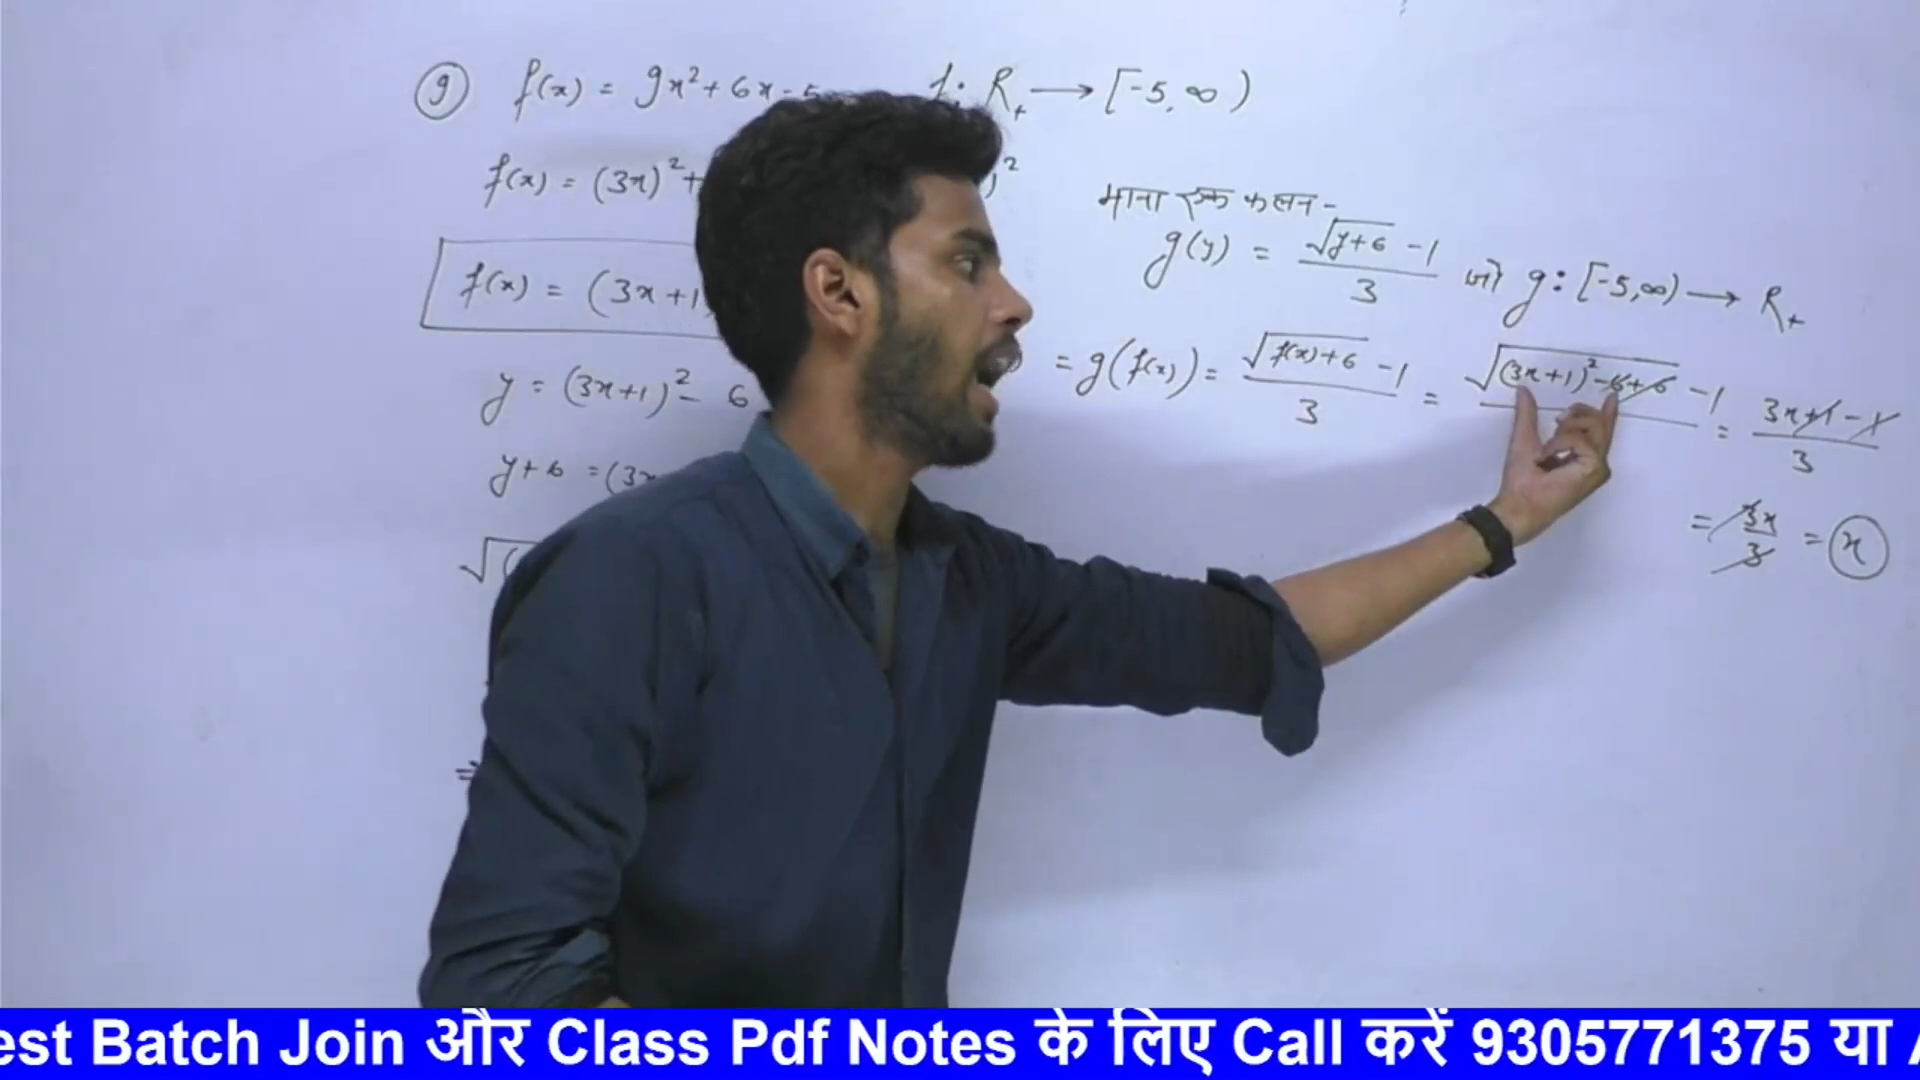 9 f(x) = 9x² + 6x - 5 f: R₊ → [-5, ∞)
f(x) = (3x)² +
)²
f(x) = (3x+1)
y = (3x+1)² - 6
y+6 = (3x
√(
⇒
माना एक फलन -
g(y) = (√(y+6) - 1)/3 जो g : [-5,∞) → R₊
= g(f(x)) = (√(f(x)+6) - 1)/3 = √((3x+1)² - 6 + 6) - 1 = (3x+1-1)/3
= 3x/3 = x
est Batch Join और Class Pdf Notes के लिए Call करें 9305771375 या